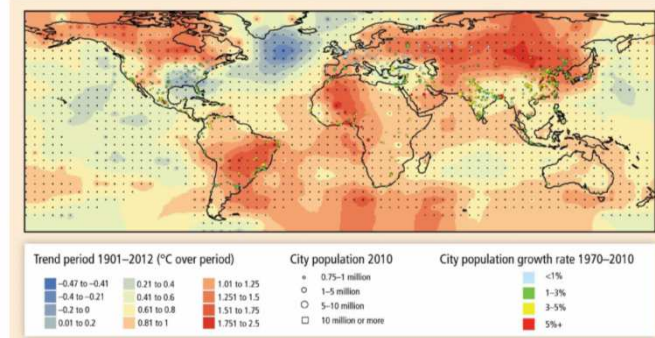 Trend period 1901–2012 (°C over period)
City population 2010
City population growth rate 1970–2010
−0.47 to −0.41
−0.4 to −0.21
−0.2 to 0
0.01 to 0.2
0.21 to 0.4
0.41 to 0.6
0.61 to 0.8
0.81 to 1
1.01 to 1.25
1.251 to 1.5
1.51 to 1.75
1.751 to 2.5
0.75–1 million
1–5 million
5–10 million
10 million or more
<1%
1–3%
3–5%
5%+